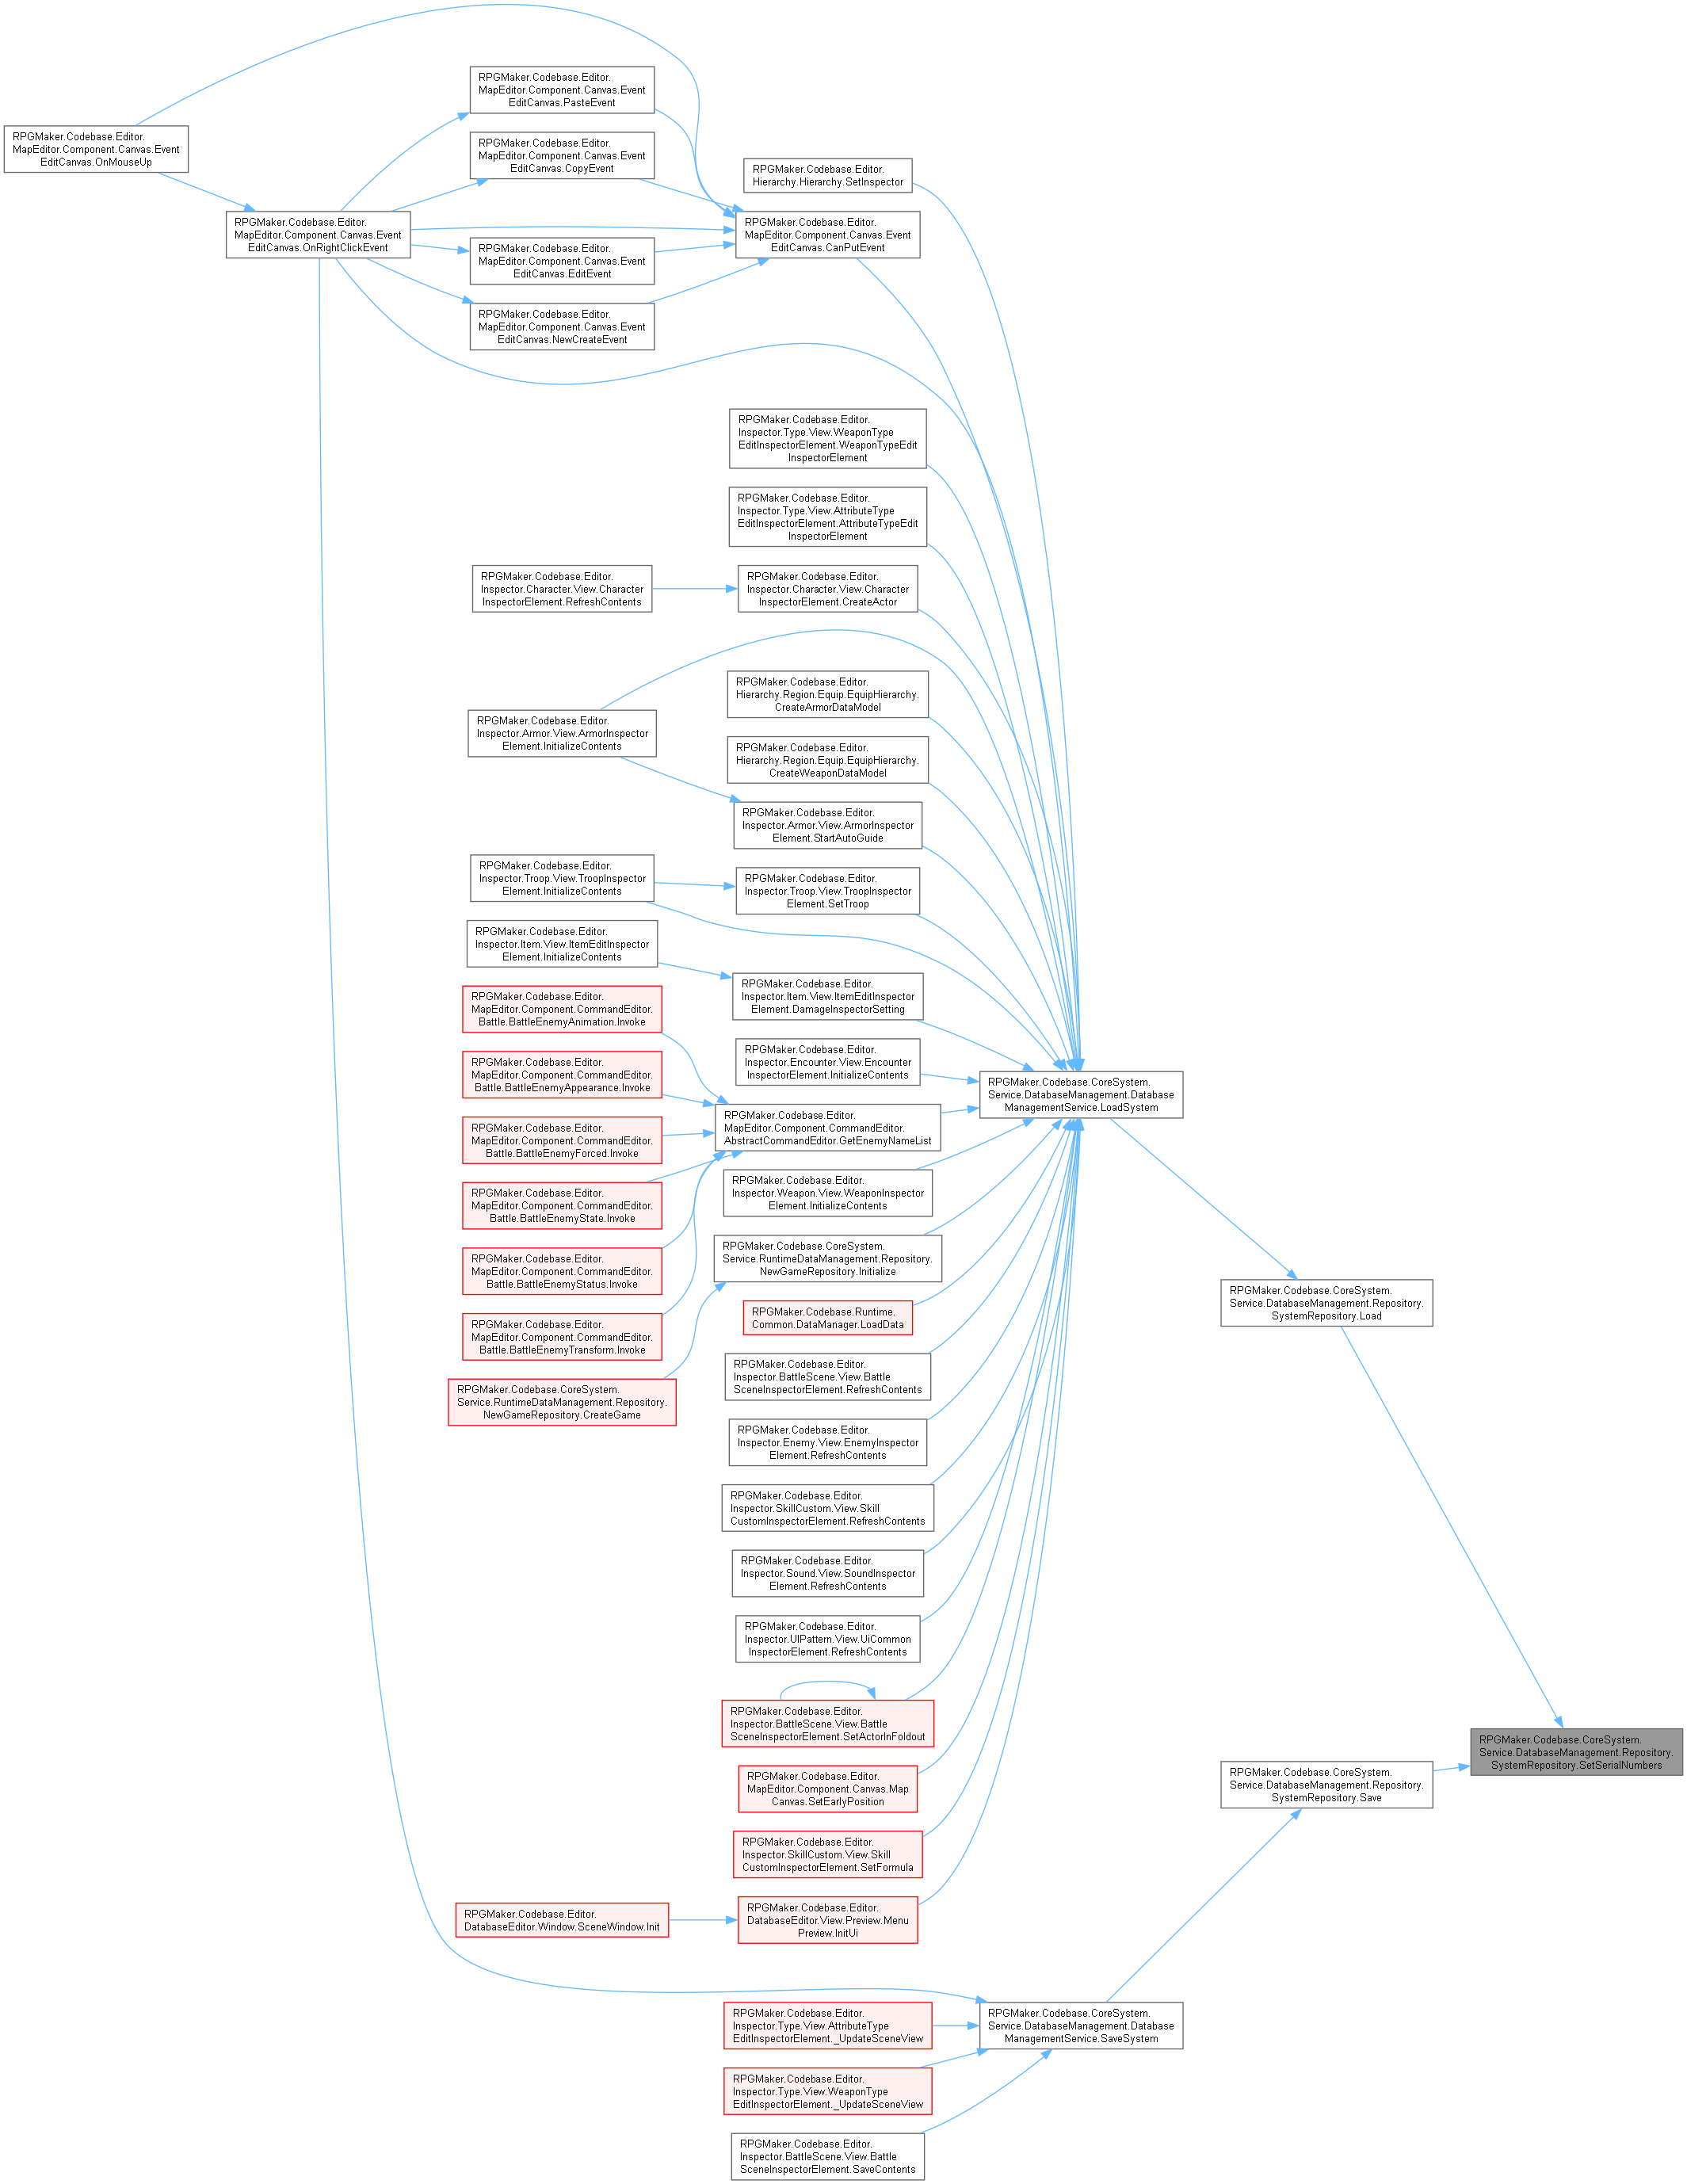 RPGMaker.Codebase.Editor.
MapEditor.Component.Canvas.Event
EditCanvas.OnMouseUp
RPGMaker.Codebase.Editor.
MapEditor.Component.Canvas.Event
EditCanvas.OnRightClickEvent
RPGMaker.Codebase.Editor.
MapEditor.Component.Canvas.Event
EditCanvas.PasteEvent
RPGMaker.Codebase.Editor.
MapEditor.Component.Canvas.Event
EditCanvas.CopyEvent
RPGMaker.Codebase.Editor.
MapEditor.Component.Canvas.Event
EditCanvas.EditEvent
RPGMaker.Codebase.Editor.
MapEditor.Component.Canvas.Event
EditCanvas.NewCreateEvent
RPGMaker.Codebase.Editor.
Inspector.Character.View.Character
InspectorElement.RefreshContents
RPGMaker.Codebase.Editor.
Inspector.Armor.View.ArmorInspector
Element.InitializeContents
RPGMaker.Codebase.Editor.
Inspector.Troop.View.TroopInspector
Element.InitializeContents
RPGMaker.Codebase.Editor.
Inspector.Item.View.ItemEditInspector
Element.InitializeContents
RPGMaker.Codebase.Editor.
MapEditor.Component.CommandEditor.
Battle.BattleEnemyAnimation.Invoke
RPGMaker.Codebase.Editor.
MapEditor.Component.CommandEditor.
Battle.BattleEnemyAppearance.Invoke
RPGMaker.Codebase.Editor.
MapEditor.Component.CommandEditor.
Battle.BattleEnemyForced.Invoke
RPGMaker.Codebase.Editor.
MapEditor.Component.CommandEditor.
Battle.BattleEnemyState.Invoke
RPGMaker.Codebase.Editor.
MapEditor.Component.CommandEditor.
Battle.BattleEnemyStatus.Invoke
RPGMaker.Codebase.Editor.
MapEditor.Component.CommandEditor.
Battle.BattleEnemyTransform.Invoke
RPGMaker.Codebase.CoreSystem.
Service.RuntimeDataManagement.Repository.
NewGameRepository.CreateGame
RPGMaker.Codebase.Editor.
DatabaseEditor.Window.SceneWindow.Init
RPGMaker.Codebase.Editor.
Hierarchy.Hierarchy.SetInspector
RPGMaker.Codebase.Editor.
MapEditor.Component.Canvas.Event
EditCanvas.CanPutEvent
RPGMaker.Codebase.Editor.
Inspector.Type.View.WeaponType
EditInspectorElement.WeaponTypeEdit
InspectorElement
RPGMaker.Codebase.Editor.
Inspector.Type.View.AttributeType
EditInspectorElement.AttributeTypeEdit
InspectorElement
RPGMaker.Codebase.Editor.
Inspector.Character.View.Character
InspectorElement.CreateActor
RPGMaker.Codebase.Editor.
Hierarchy.Region.Equip.EquipHierarchy.
CreateArmorDataModel
RPGMaker.Codebase.Editor.
Hierarchy.Region.Equip.EquipHierarchy.
CreateWeaponDataModel
RPGMaker.Codebase.Editor.
Inspector.Armor.View.ArmorInspector
Element.StartAutoGuide
RPGMaker.Codebase.Editor.
Inspector.Troop.View.TroopInspector
Element.SetTroop
RPGMaker.Codebase.Editor.
Inspector.Item.View.ItemEditInspector
Element.DamageInspectorSetting
RPGMaker.Codebase.Editor.
Inspector.Encounter.View.Encounter
InspectorElement.InitializeContents
RPGMaker.Codebase.Editor.
MapEditor.Component.CommandEditor.
AbstractCommandEditor.GetEnemyNameList
RPGMaker.Codebase.Editor.
Inspector.Weapon.View.WeaponInspector
Element.InitializeContents
RPGMaker.Codebase.CoreSystem.
Service.RuntimeDataManagement.Repository.
NewGameRepository.Initialize
RPGMaker.Codebase.Runtime.
Common.DataManager.LoadData
RPGMaker.Codebase.Editor.
Inspector.BattleScene.View.Battle
SceneInspectorElement.RefreshContents
RPGMaker.Codebase.Editor.
Inspector.Enemy.View.EnemyInspector
Element.RefreshContents
RPGMaker.Codebase.Editor.
Inspector.SkillCustom.View.Skill
CustomInspectorElement.RefreshContents
RPGMaker.Codebase.Editor.
Inspector.Sound.View.SoundInspector
Element.RefreshContents
RPGMaker.Codebase.Editor.
Inspector.UIPattern.View.UiCommon
InspectorElement.RefreshContents
RPGMaker.Codebase.Editor.
Inspector.BattleScene.View.Battle
SceneInspectorElement.SetActorInFoldout
RPGMaker.Codebase.Editor.
MapEditor.Component.Canvas.Map
Canvas.SetEarlyPosition
RPGMaker.Codebase.Editor.
Inspector.SkillCustom.View.Skill
CustomInspectorElement.SetFormula
RPGMaker.Codebase.Editor.
DatabaseEditor.View.Preview.Menu
Preview.InitUi
RPGMaker.Codebase.Editor.
Inspector.Type.View.AttributeType
EditInspectorElement._UpdateSceneView
RPGMaker.Codebase.Editor.
Inspector.Type.View.WeaponType
EditInspectorElement._UpdateSceneView
RPGMaker.Codebase.Editor.
Inspector.BattleScene.View.Battle
SceneInspectorElement.SaveContents
RPGMaker.Codebase.CoreSystem.
Service.DatabaseManagement.Database
ManagementService.LoadSystem
RPGMaker.Codebase.CoreSystem.
Service.DatabaseManagement.Database
ManagementService.SaveSystem
RPGMaker.Codebase.CoreSystem.
Service.DatabaseManagement.Repository.
SystemRepository.Load
RPGMaker.Codebase.CoreSystem.
Service.DatabaseManagement.Repository.
SystemRepository.Save
RPGMaker.Codebase.CoreSystem.
Service.DatabaseManagement.Repository.
SystemRepository.SetSerialNumbers